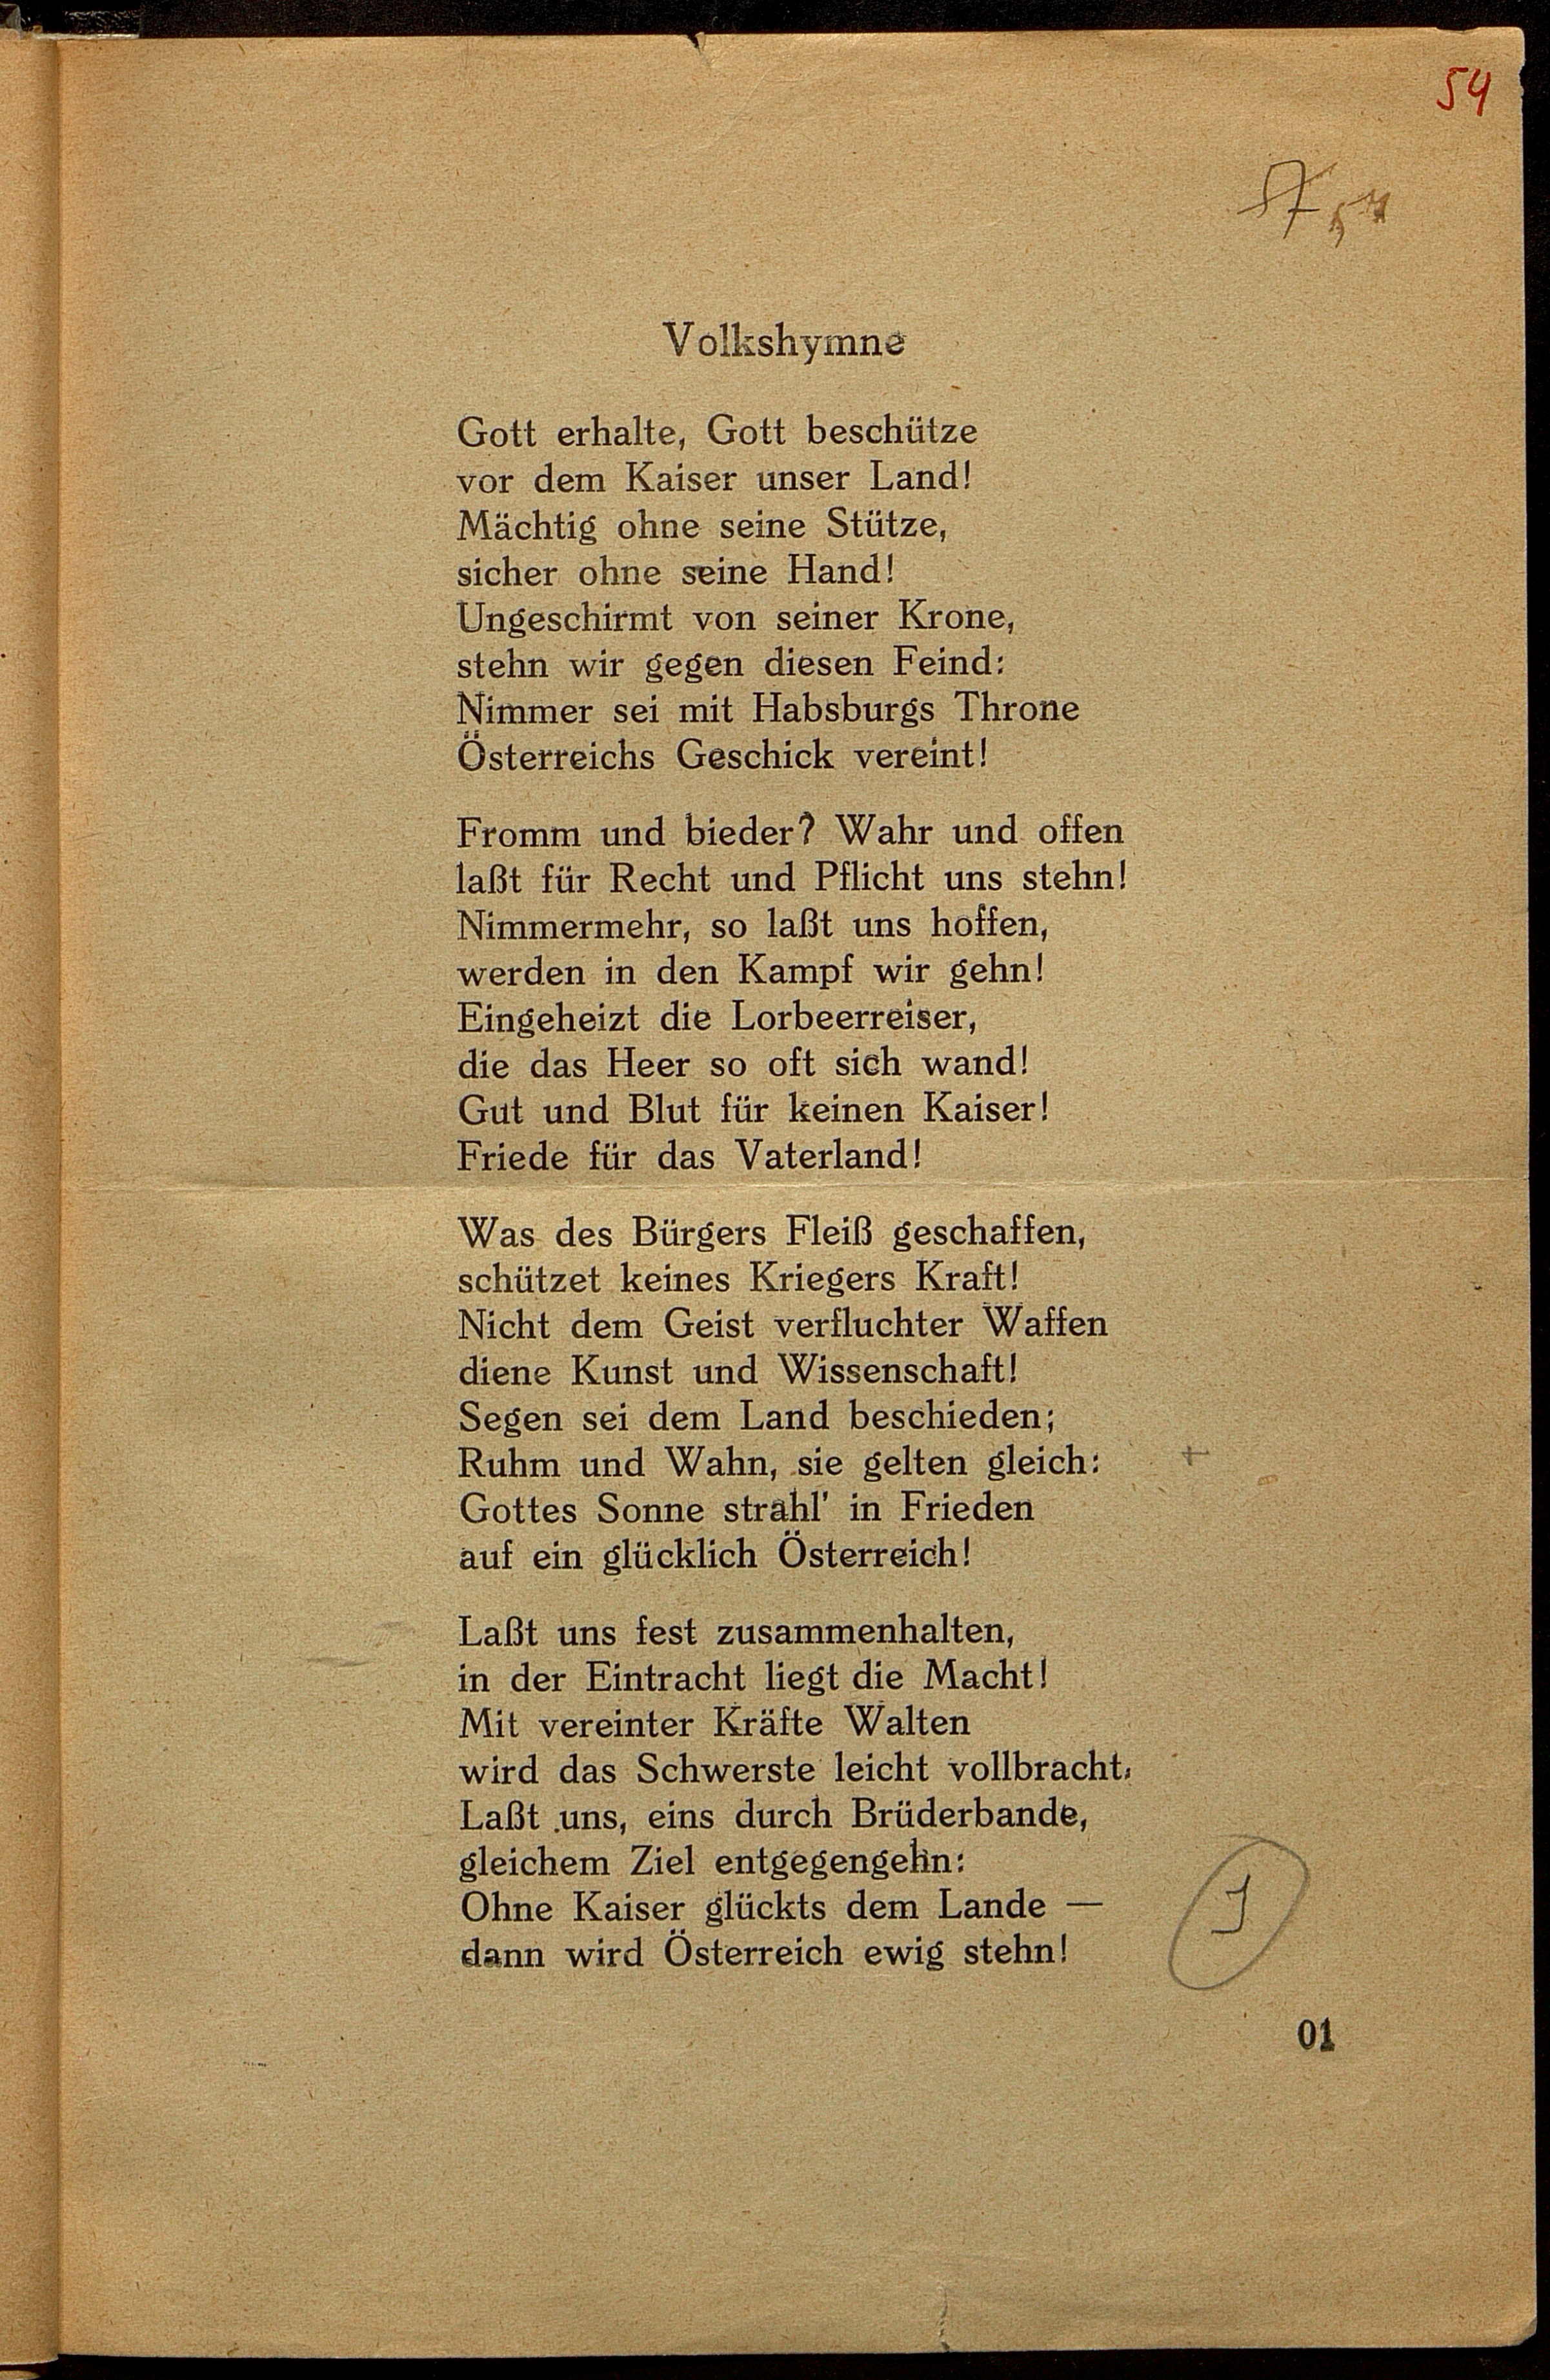 54
57 57
Volkshymne
Gott erhalte, Gott beschütze
vor dem Kaiser unser Land!
Mächtig ohne seine Stütze,
sicher ohne seine Hand!
Ungeschirmt von seiner Krone,
stehn wir gegen diesen Feind:
Nimmer sei mit Habsburgs Throne
Österreichs Geschick vereint!
Fromm und bieder? Wahr und offen
laßt für Recht und Pflicht uns stehn!
Nimmermehr, so laßt uns hoffen,
werden in den Kampf wir gehn!
Eingeheizt die Lorbeerreiser,
die das Heer so oft sich wand!
Gut und Blut für keinen Kaiser!
Friede für das Vaterland!
Was des Bürgers Fleiß geschaffen,
schützet keines Kriegers Kraft!
Nicht dem Geist verfluchter Waffen
diene Kunst und Wissenschaft!
Segen sei dem Land beschieden;
Ruhm und Wahn, sie gelten gleich: +
Gottes Sonne strahl' in Frieden
auf ein glücklich Österreich!
Laßt uns fest zusammenhalten,
in der Eintracht liegt die Macht!
Mit vereinter Kräfte Walten
wird das Schwerste leicht vollbracht.
Laßt uns, eins durch Brüderbande,
gleichem Ziel entgegengehn:
Ohne Kaiser glückts dem Lande —
dann wird Österreich ewig stehn!
01